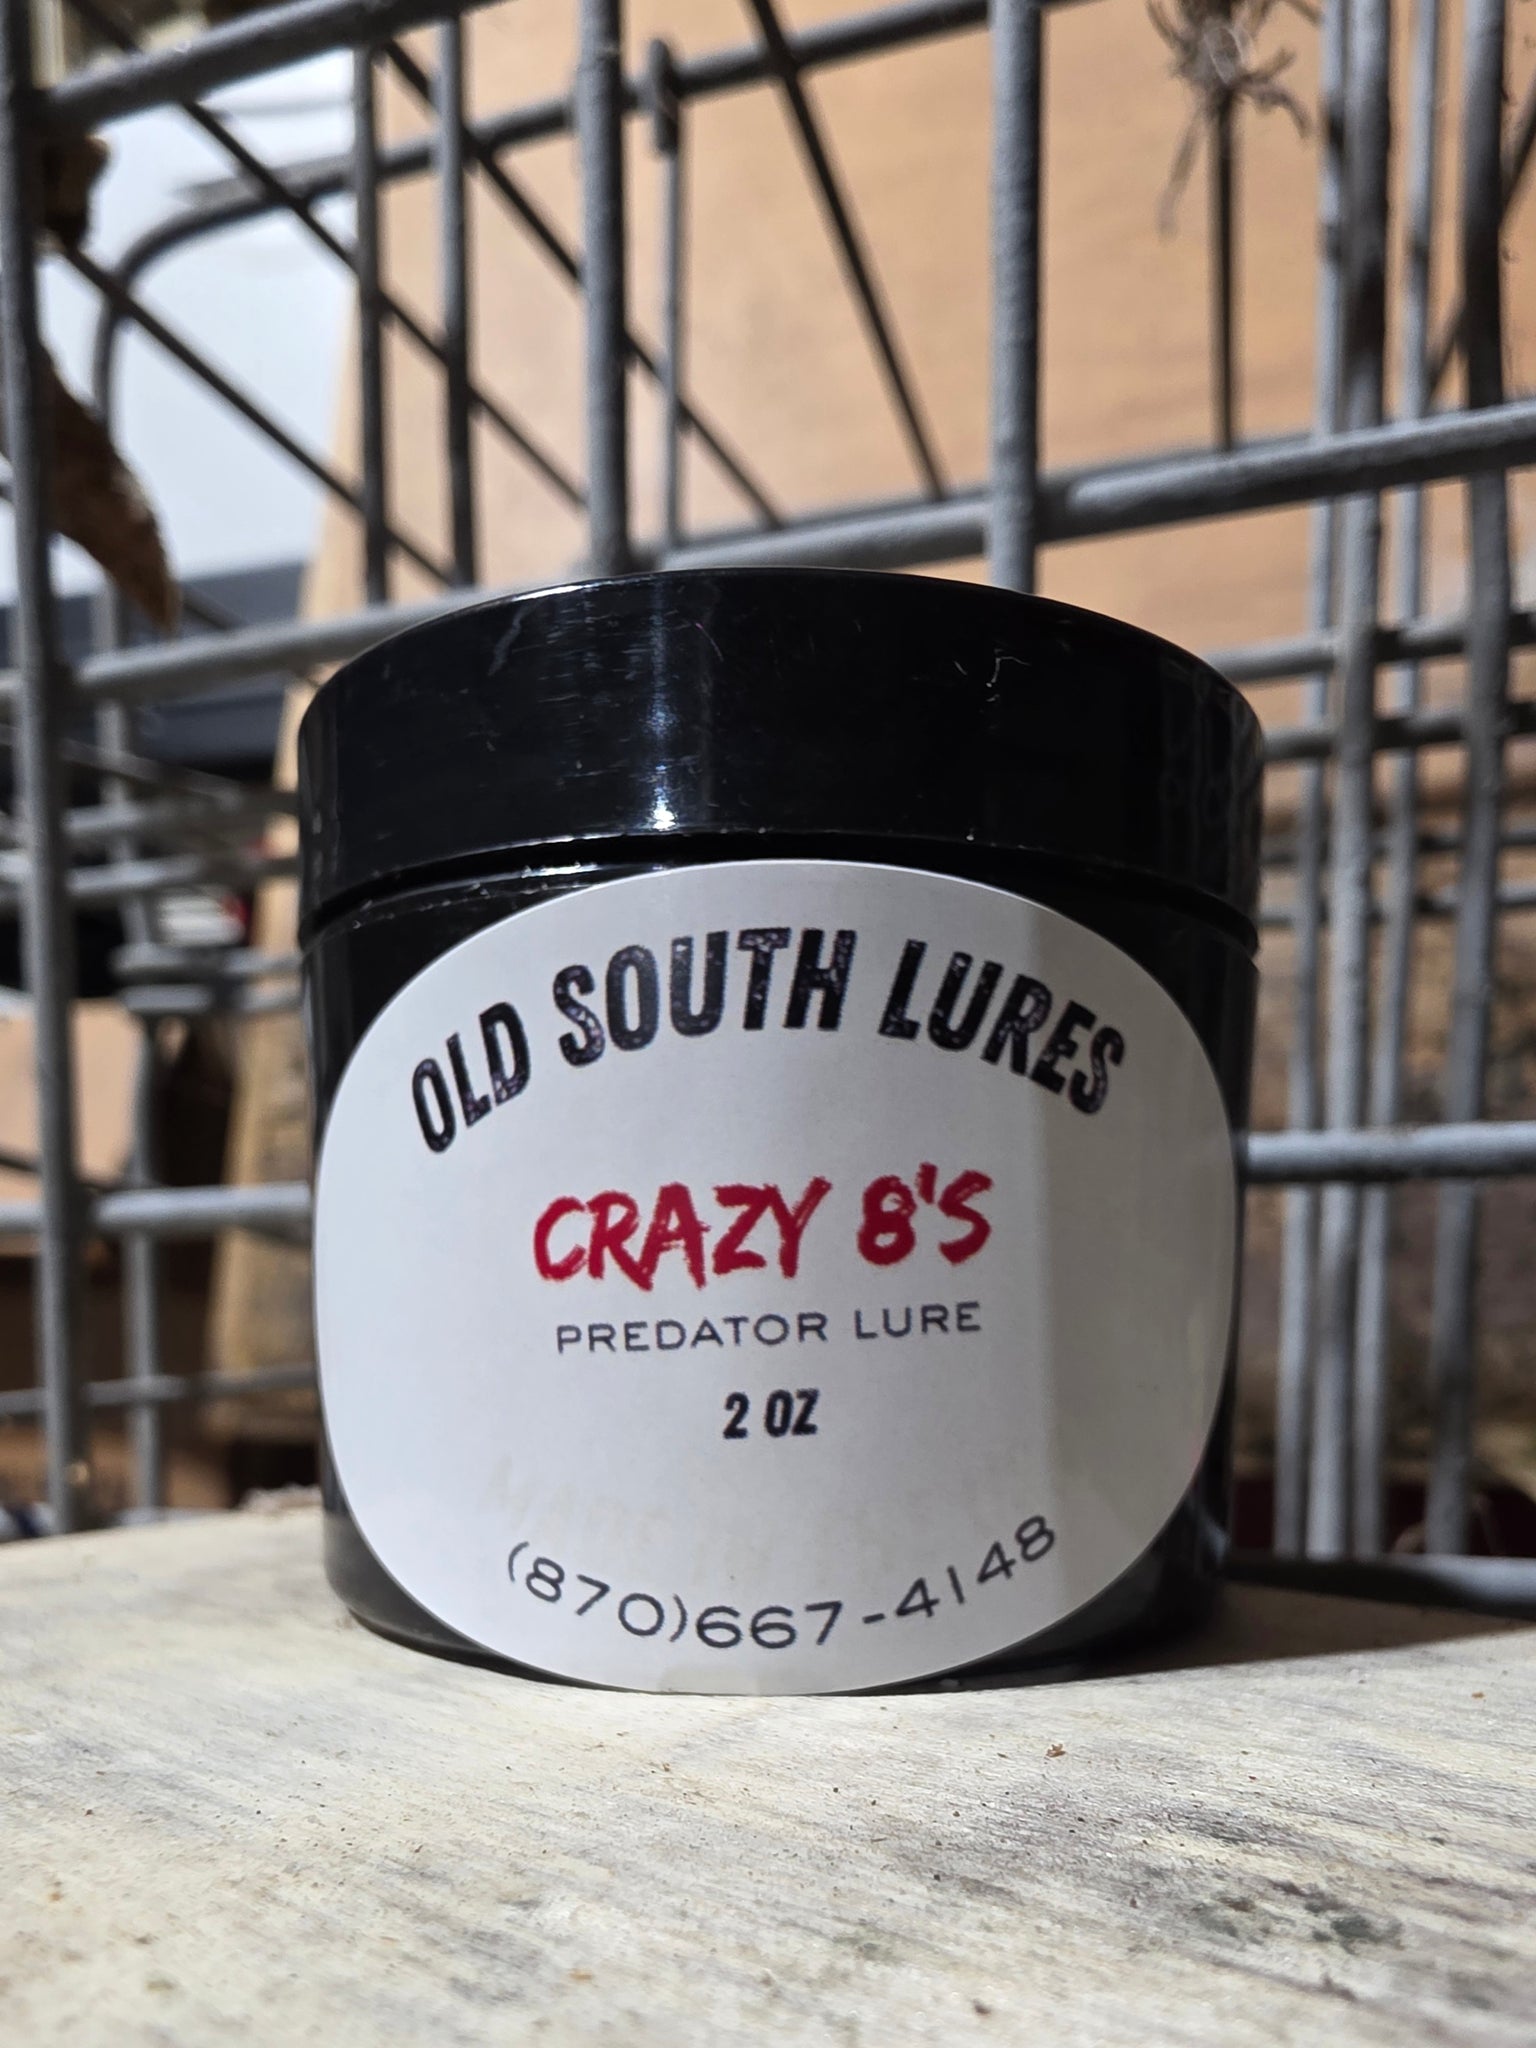 OLD SOUTH LURES
CRAZY 8'S
PREDATOR LURE
2 OZ
(870)667-4148